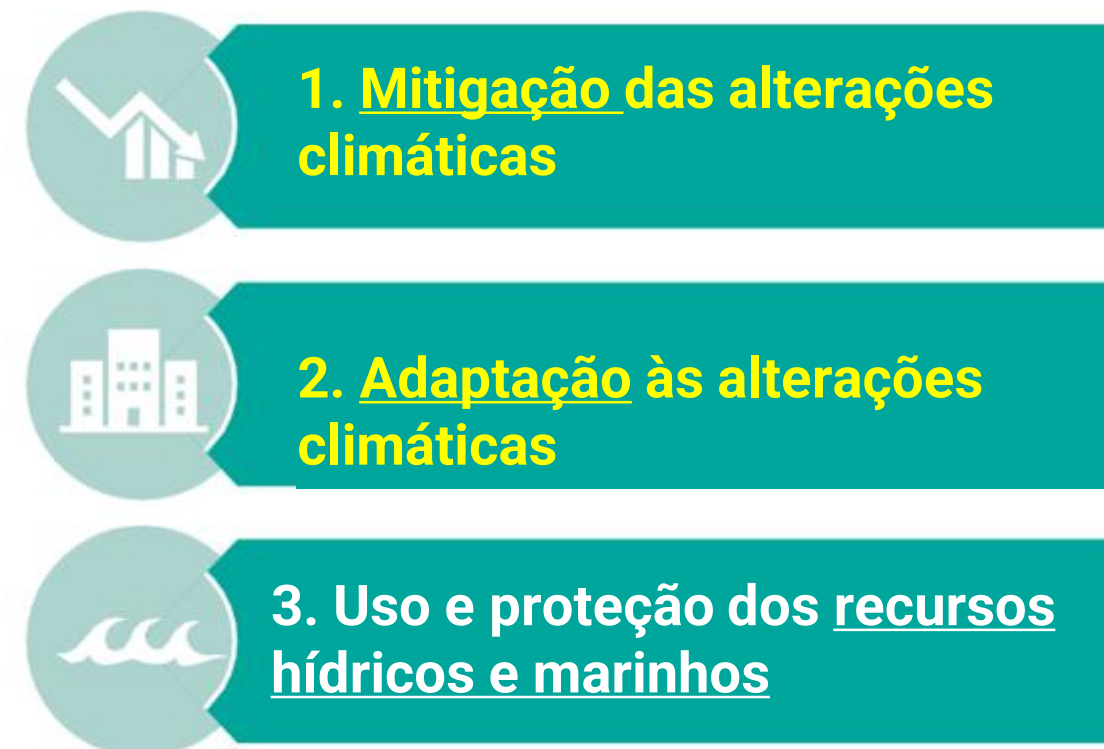 1. Mitigação das alterações
climáticas
2. Adaptação às alterações
climáticas
3. Uso e proteção dos recursos
hídricos e marinhos